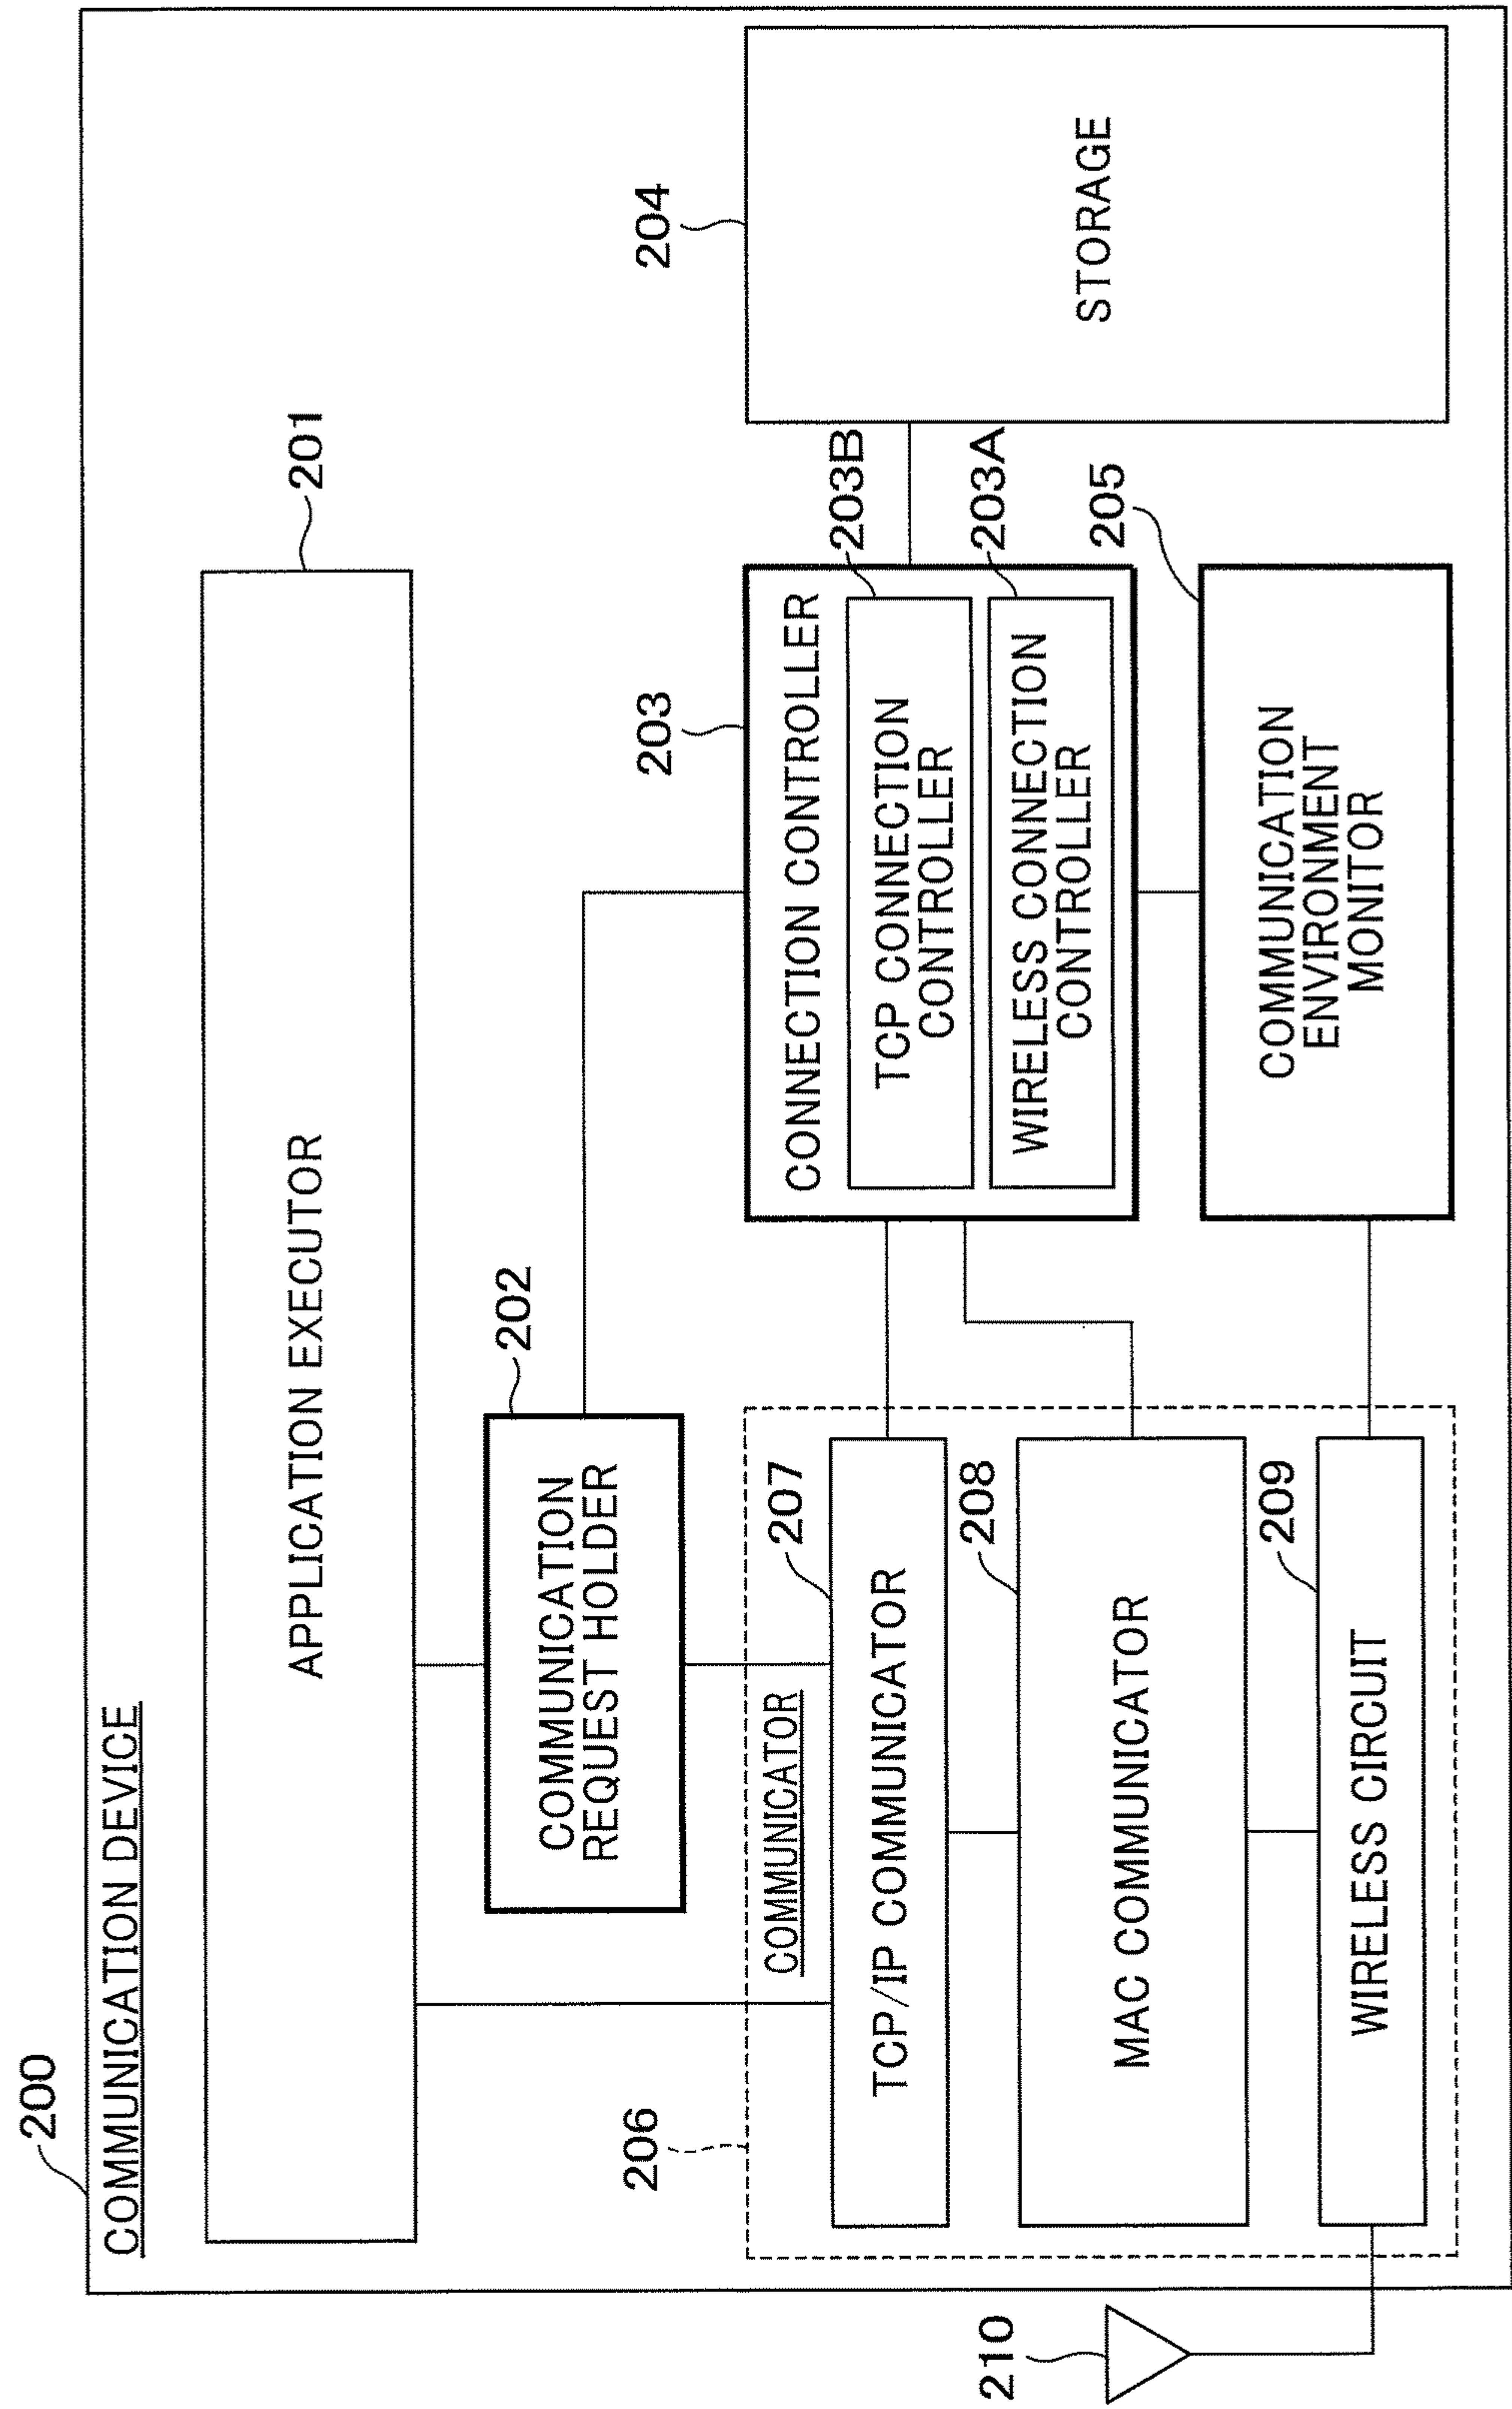 200
COMMUNICATION DEVICE
201
APPLICATION EXECUTOR
202
COMMUNICATION
REQUEST HOLDER
203
CONNECTION CONTROLLER
203B
TCP CONNECTION
CONTROLLER
203A
WIRELESS CONNECTION
CONTROLLER
204
STORAGE
205
COMMUNICATION
ENVIRONMENT
MONITOR
206
COMMUNICATOR
207
TCP/IP COMMUNICATOR
208
MAC COMMUNICATOR
209
WIRELESS CIRCUIT
210